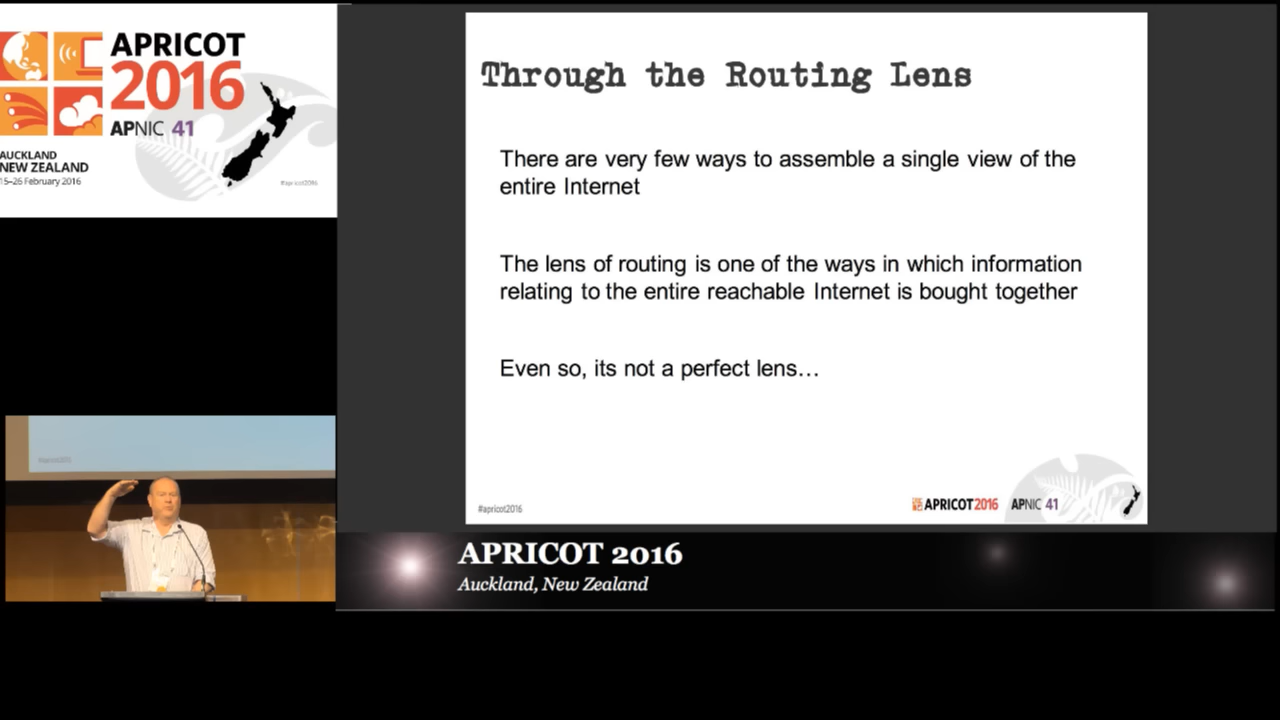 APRICOT
2016
APNIC 41
AUCKLAND
NEW ZEALAND
15–26 February 2016
#apricot2016
Through the Routing Lens
There are very few ways to assemble a single view of the
entire Internet
The lens of routing is one of the ways in which information
relating to the entire reachable Internet is bought together
Even so, its not a perfect lens…
#apricot2016
APRICOT 2016 APNIC 41
APRICOT 2016
Auckland, New Zealand